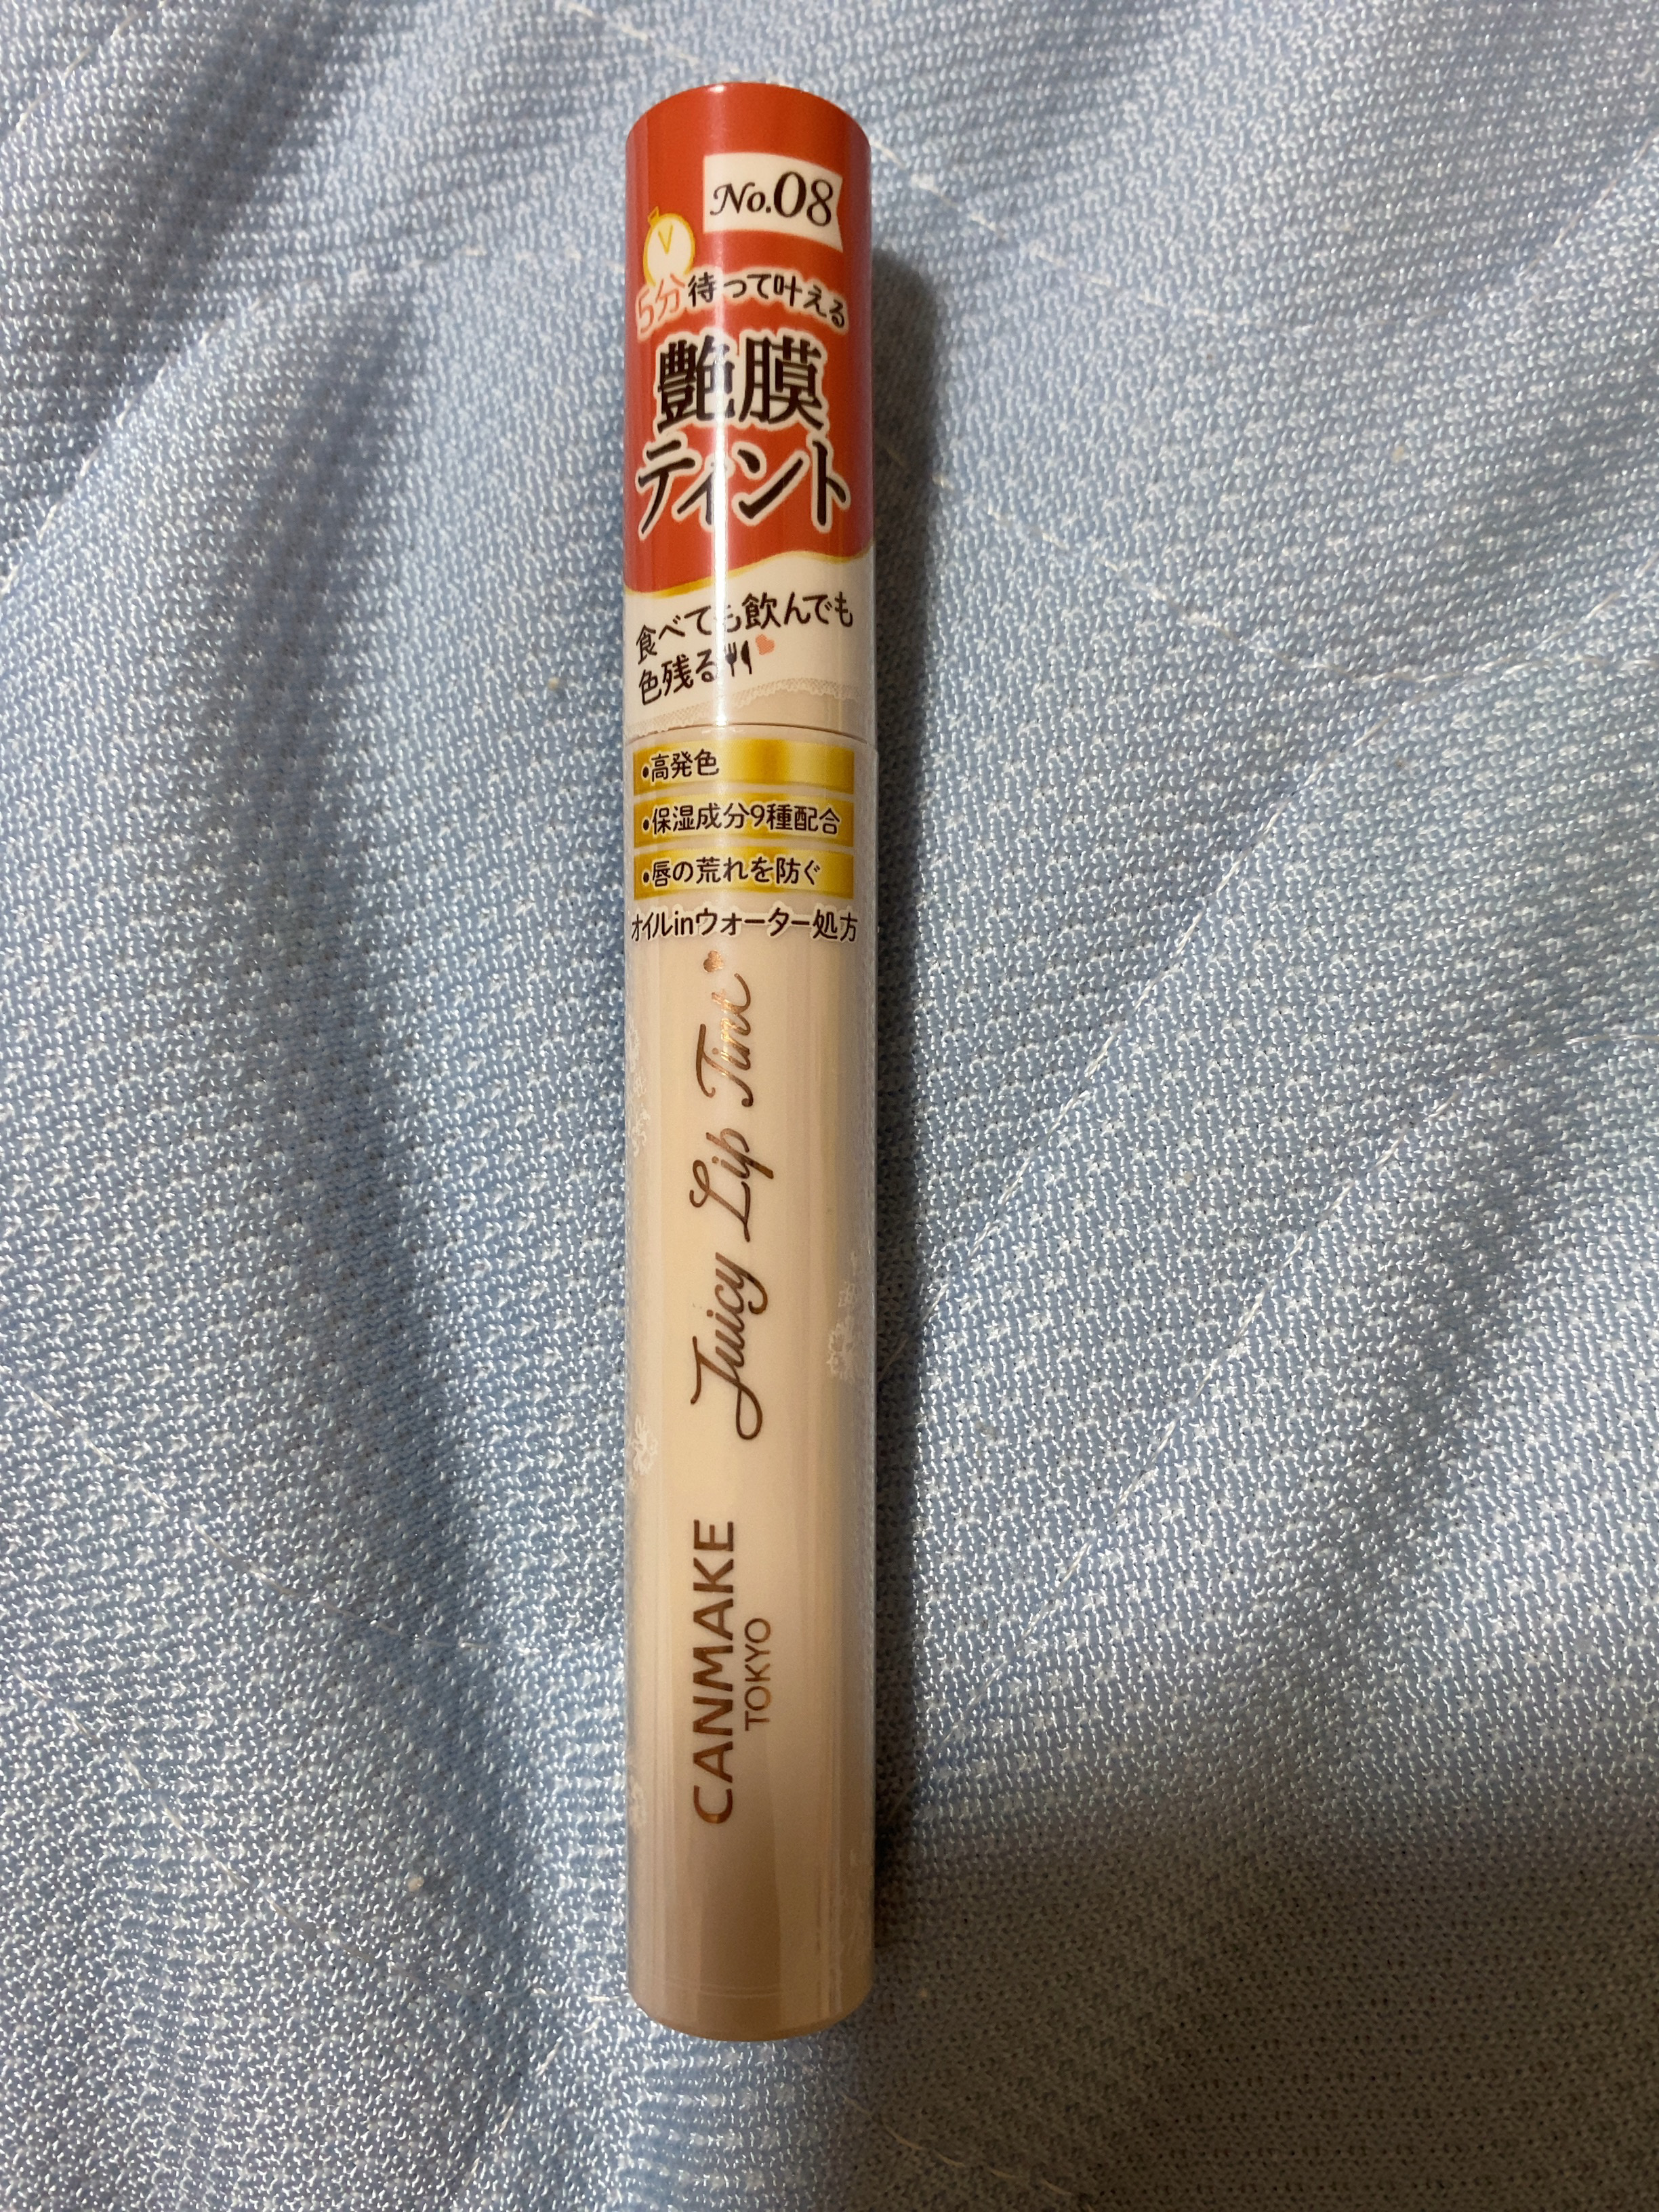 No.08
5分待って叶える
艶膜
ティント
食べても飲んでも
色残る
•高発色
•保湿成分9種配合
•唇の荒れを防ぐ
オイルinウォーター処方
Juicy Lip Tint
CANMAKE
TOKYO